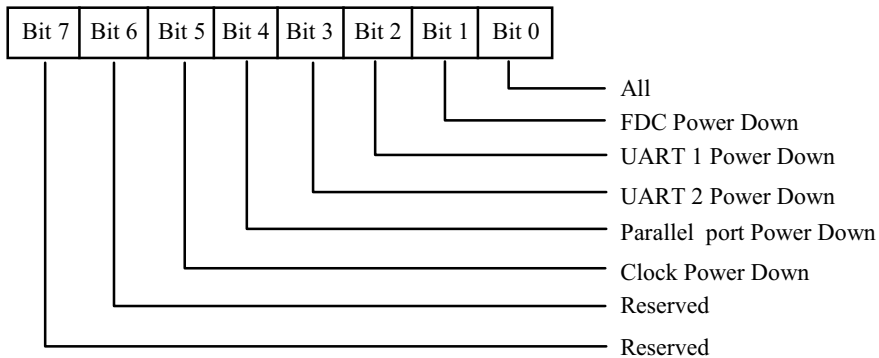 Bit 7 Bit 6 Bit 5 Bit 4 Bit 3 Bit 2 Bit 1 Bit 0
All
FDC Power Down
UART 1 Power Down
UART 2 Power Down
Parallel port Power Down
Clock Power Down
Reserved
Reserved